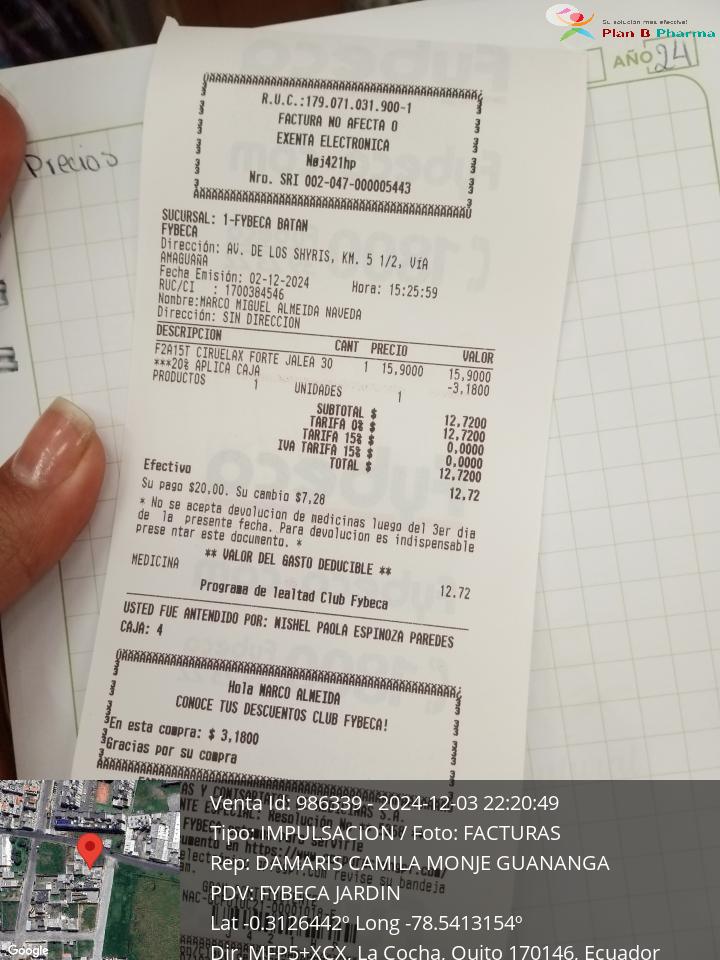 Su solución más efectiva!
Plan B Pharma
AÑO 24
Precios
R.U.C.:179.071.031.900-1
FACTURA NO AFECTA 0
EXENTA ELECTRONICA
Nøj421hp
Nro. SRI 002-047-000005443
SUCURSAL: 1-FYBECA BATAN
FYBECA
Dirección: AV. DE LOS SHYRIS, KM. 5 1/2, VíA
AMAGUAñA
Fecha Emisión: 02-12-2024 Hora: 15:25:59
RUC/CI : 1700384546
Nombre:MARCO MIGUEL ALMEIDA NAVEDA
Dirección: SIN DIRECCION
DESCRIPCION CANT PRECIO VALOR
F2A15T CIRUELAX FORTE JALEA 30 1 15,9000 15,9000
***20% APLICA CAJA -3,1800
PRODUCTOS 1 UNIDADES 1
SUBTOTAL $ 12,7200
TARIFA 0% $ 12,7200
TARIFA 15% $ 0,0000
IVA TARIFA 15% $ 0,0000
TOTAL $ 12,7200
Efectivo 12,72
Su pago $20,00. Su cambio $7,28
* No se acepta devolucion de medicinas luego del 3er dia
de la presente fecha. Para devolucion es indispensable
prese ntar este documento. *
** VALOR DEL GASTO DEDUCIBLE **
MEDICINA 12.72
Programa de lealtad Club Fybeca
USTED FUE ANTENDIDO POR: MISHEL PAOLA ESPINOZA PAREDES
CAJA: 4
Hola MARCO ALMEIDA
CONOCE TUS DESCUENTOS CLUB FYBECA!
En esta compra: $ 3,1800
Gracias por su compra
Venta Id: 986339 - 2024-12-03 22:20:49
Tipo: IMPULSACION / Foto: FACTURAS
Rep: DAMARIS CAMILA MONJE GUANANGA
PDV: FYBECA JARDIN
Lat -0.3126442º Long -78.5413154º
Dir. MFP5+XCX, La Cocha, Quito 170146, Ecuador
Google